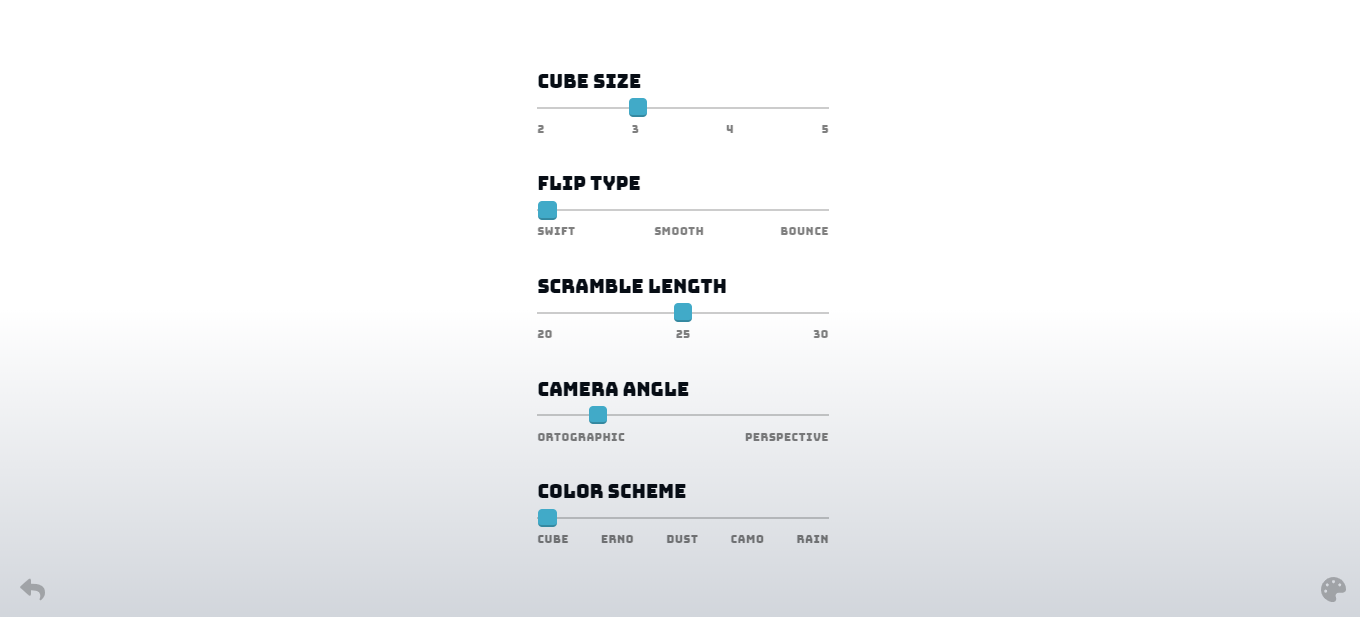 CUBE SIZE
2 3 4 5
FLIP TYPE
SWIFT SMOOTH BOUNCE
SCRAMBLE LENGTH
20 25 30
CAMERA ANGLE
ORTOGRAPHIC PERSPECTIVE
COLOR SCHEME
CUBE ERNO DUST CAMO RAIN